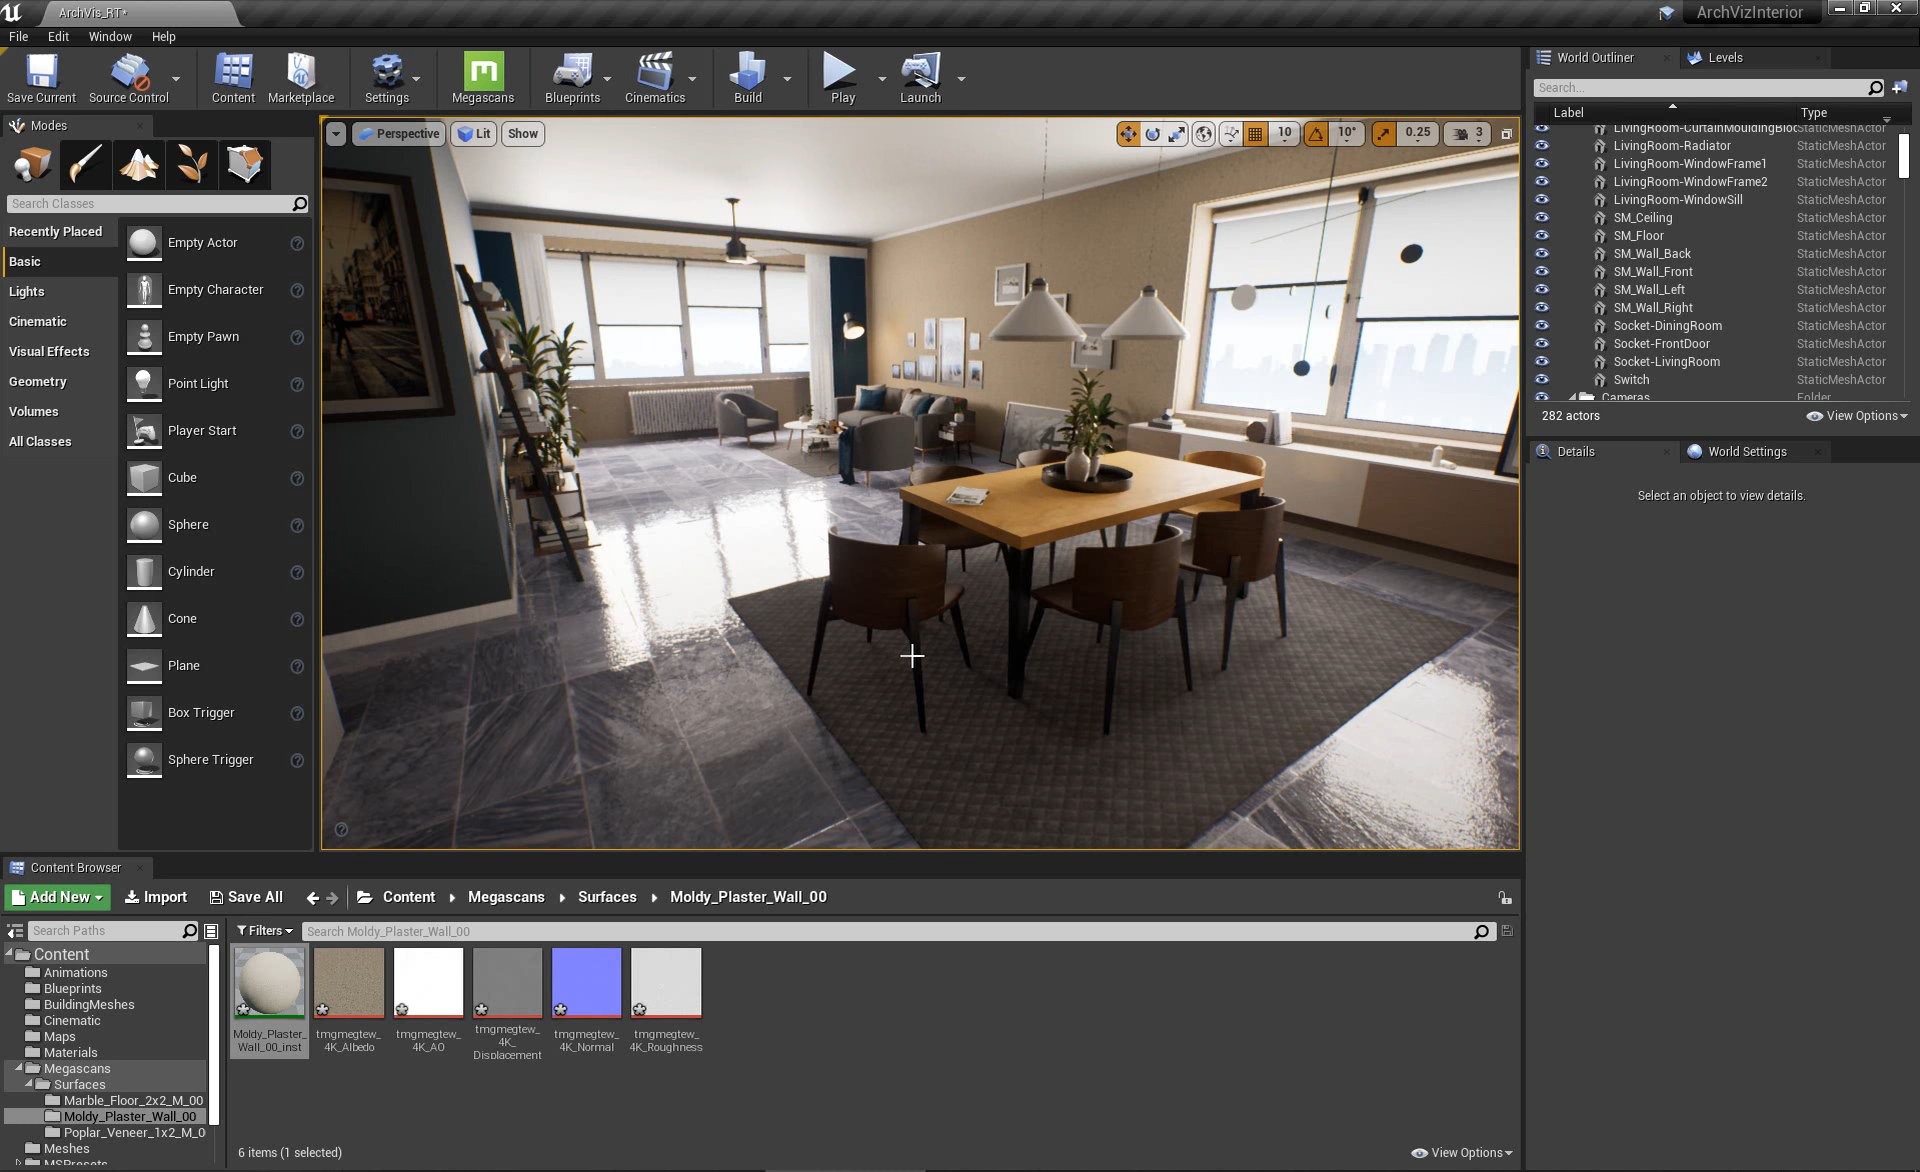 ArchVis_RT*
ArchVizInterior
File Edit Window Help
Save Current
Source Control
Content
Marketplace
Settings
Megascans
Blueprints
Cinematics
Build
Play
Launch
Modes
Search Classes
Recently Placed
Basic
Lights
Cinematic
Visual Effects
Geometry
Volumes
All Classes
Empty Actor
Empty Character
Empty Pawn
Point Light
Player Start
Cube
Sphere
Cylinder
Cone
Plane
Box Trigger
Sphere Trigger
Perspective
Lit
Show
10
10°
0.25
3
World Outliner
Levels
Search...
Label Type
LivingRoom-CurtainMouldingBloc StaticMeshActor
LivingRoom-Radiator StaticMeshActor
LivingRoom-WindowFrame1 StaticMeshActor
LivingRoom-WindowFrame2 StaticMeshActor
LivingRoom-WindowSill StaticMeshActor
SM_Ceiling StaticMeshActor
SM_Floor StaticMeshActor
SM_Wall_Back StaticMeshActor
SM_Wall_Front StaticMeshActor
SM_Wall_Left StaticMeshActor
SM_Wall_Right StaticMeshActor
Socket-DiningRoom StaticMeshActor
Socket-FrontDoor StaticMeshActor
Socket-LivingRoom StaticMeshActor
Switch StaticMeshActor
Cameras Folder
282 actors
View Options
Details
World Settings
Select an object to view details.
Content Browser
Add New
Import
Save All
Content
Megascans
Surfaces
Moldy_Plaster_Wall_00
Search Paths
Filters
Search Moldy_Plaster_Wall_00
Content
Animations
Blueprints
BuildingMeshes
Cinematic
Maps
Materials
Megascans
Surfaces
Marble_Floor_2x2_M_00
Moldy_Plaster_Wall_00
Poplar_Veneer_1x2_M_0
Meshes
MSPresets
Moldy_Plaster_
Wall_00_inst
tmgmegtew_
4K_Albedo
tmgmegtew_
4K_AO
tmgmegtew_
4K_
Displacement
tmgmegtew_
4K_Normal
tmgmegtew_
4K_Roughness
6 items (1 selected)
View Options